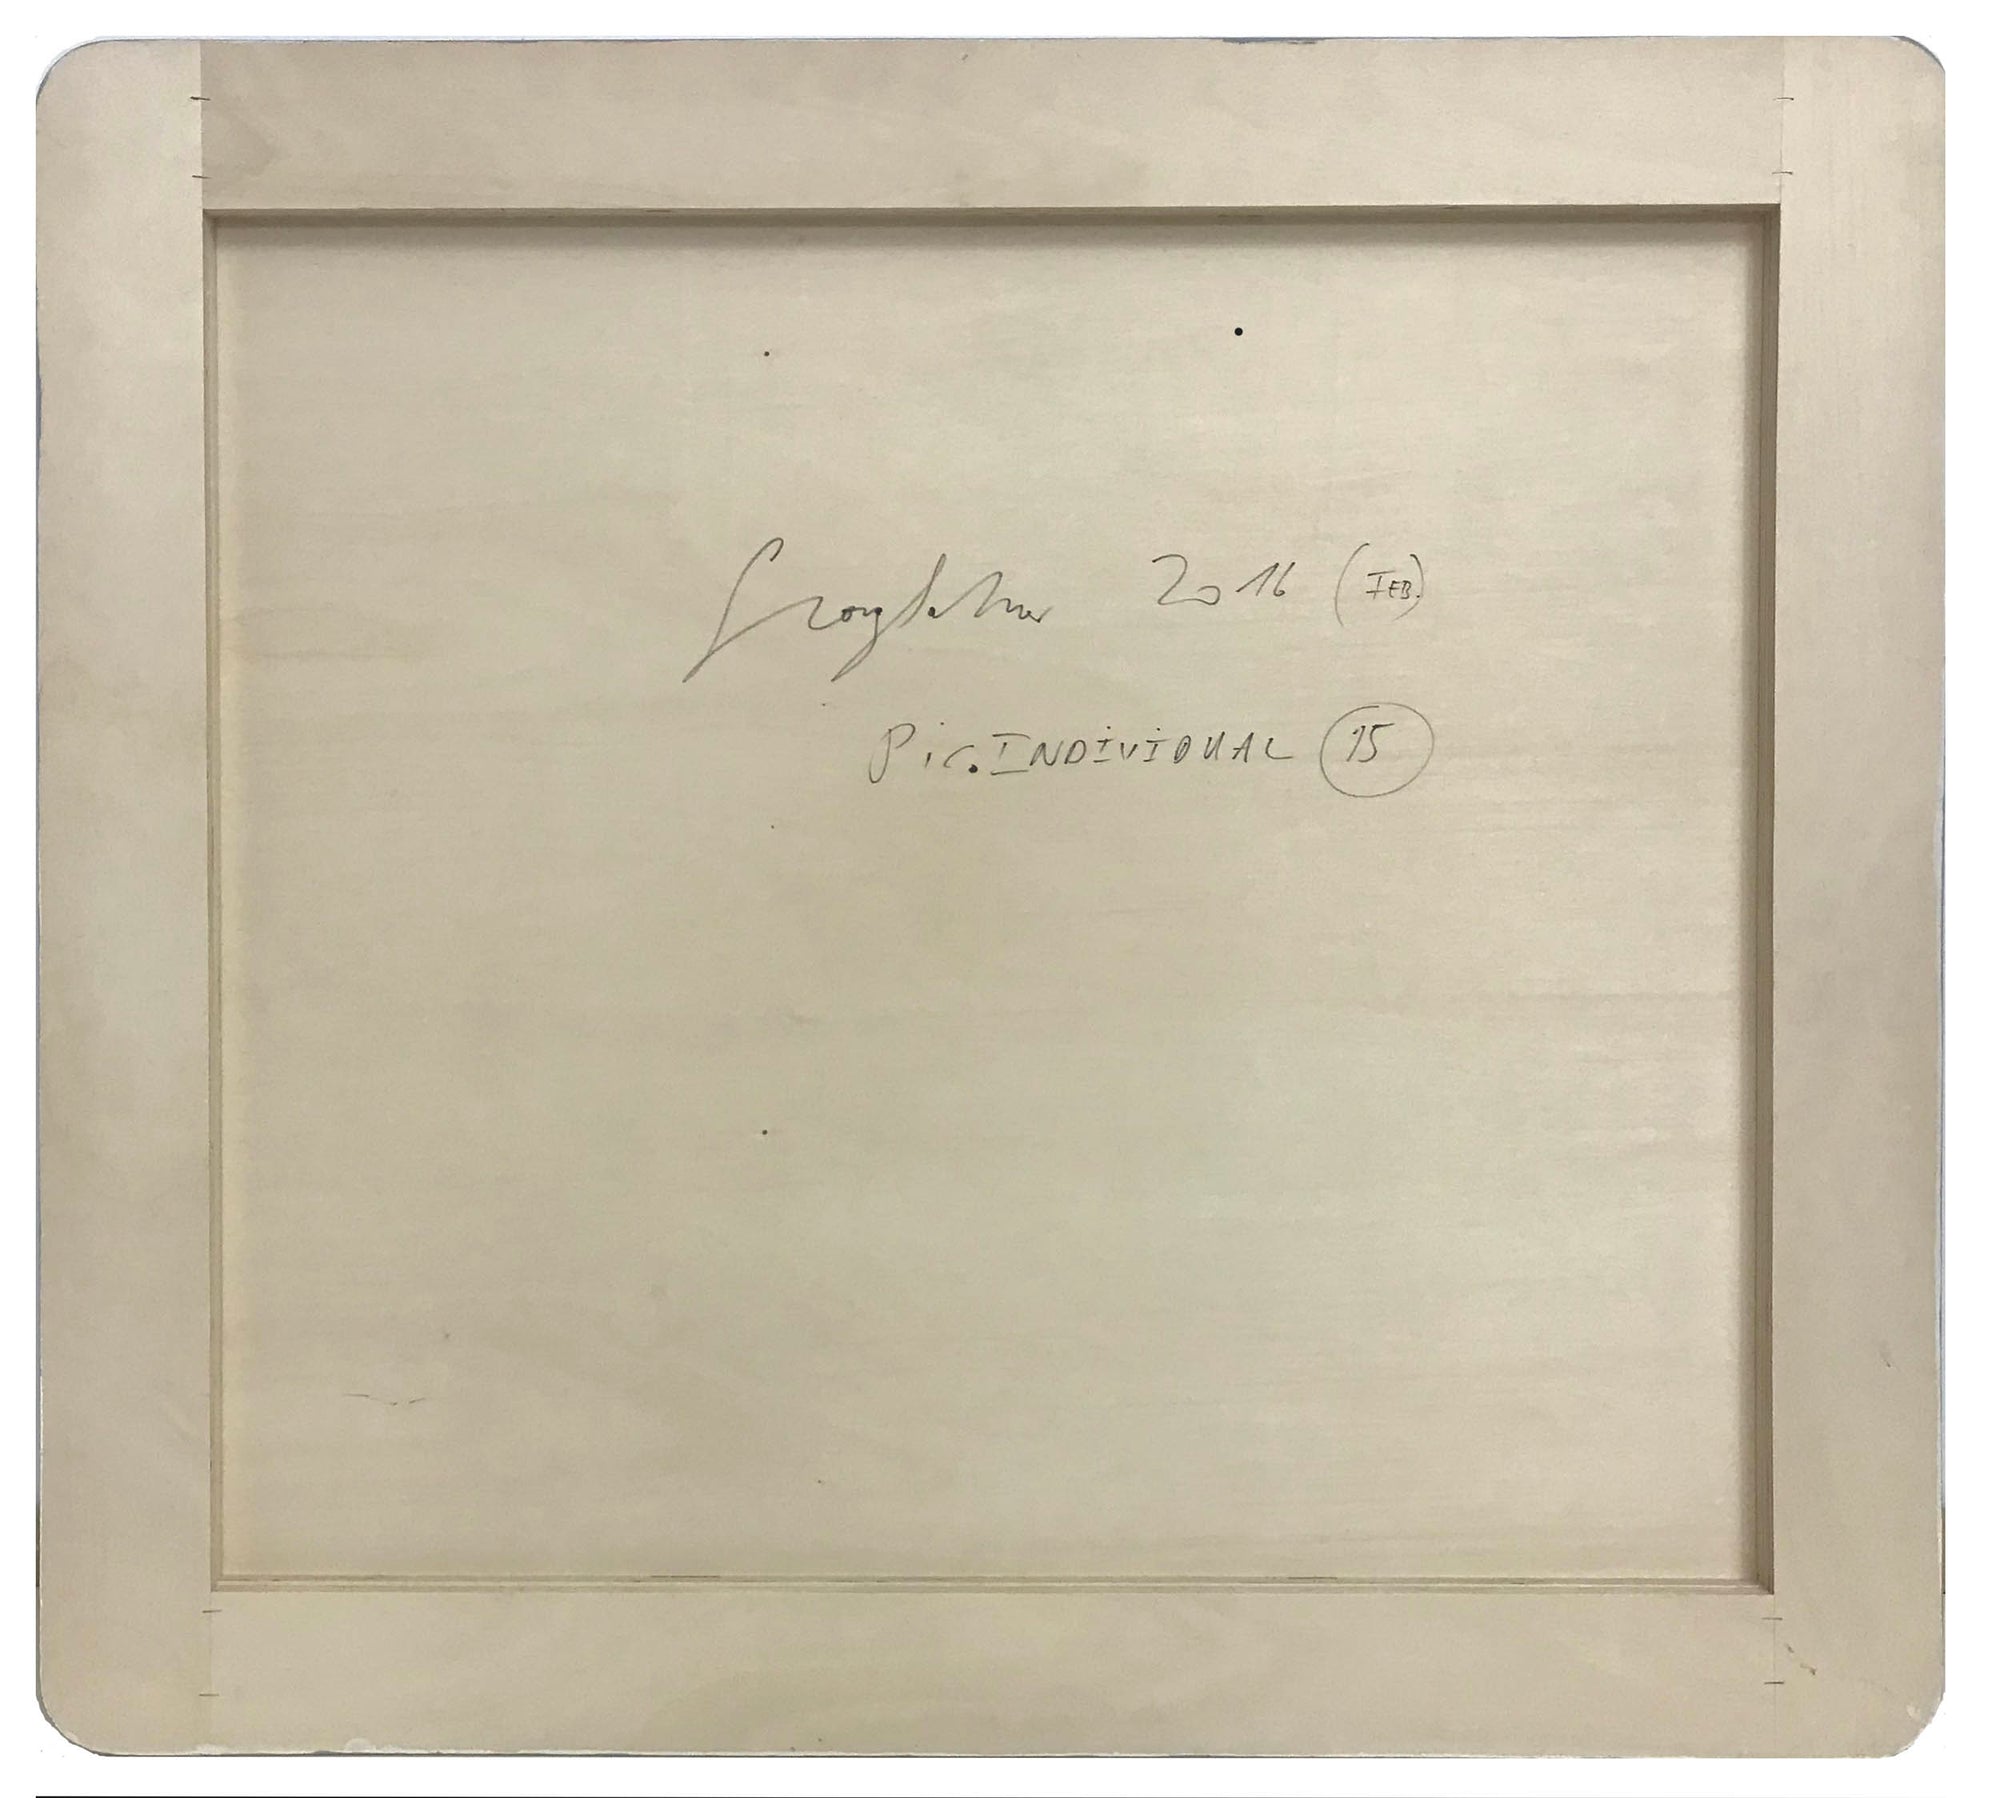 2016 (FEB.)
Pic. INDIVIDUAL 15